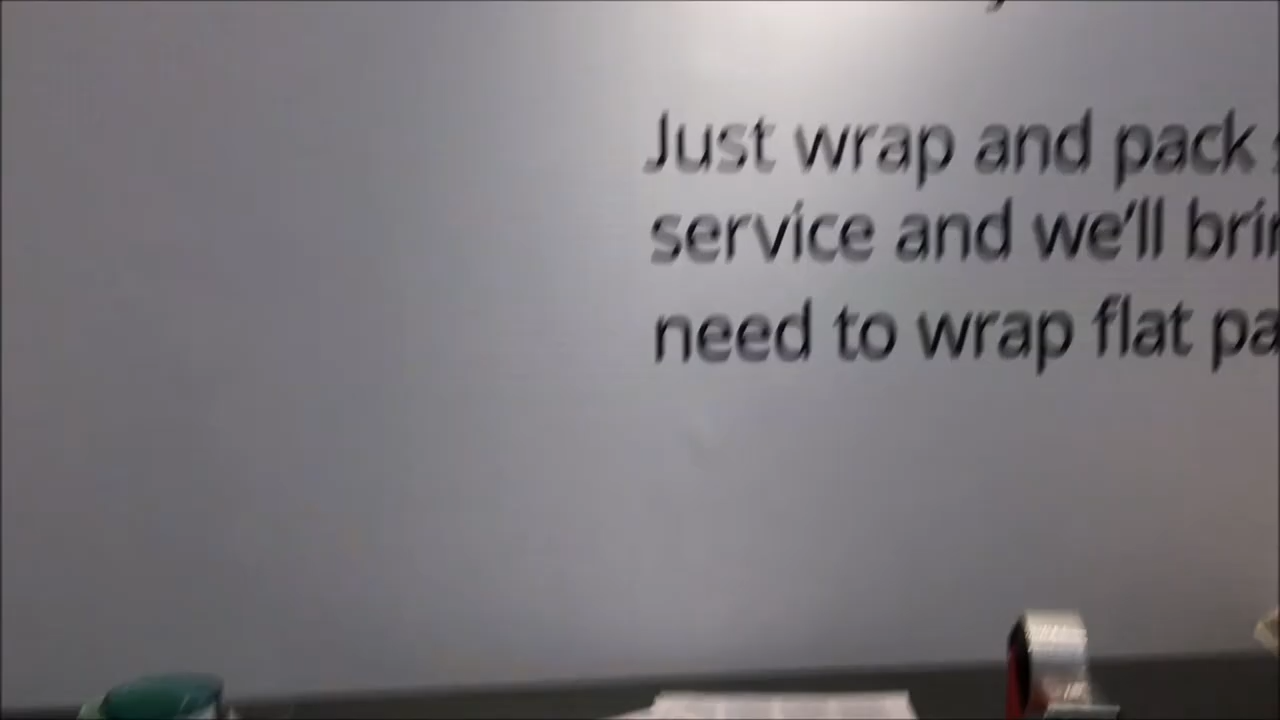 Just wrap and pack
service and we'll
need to wrap flat